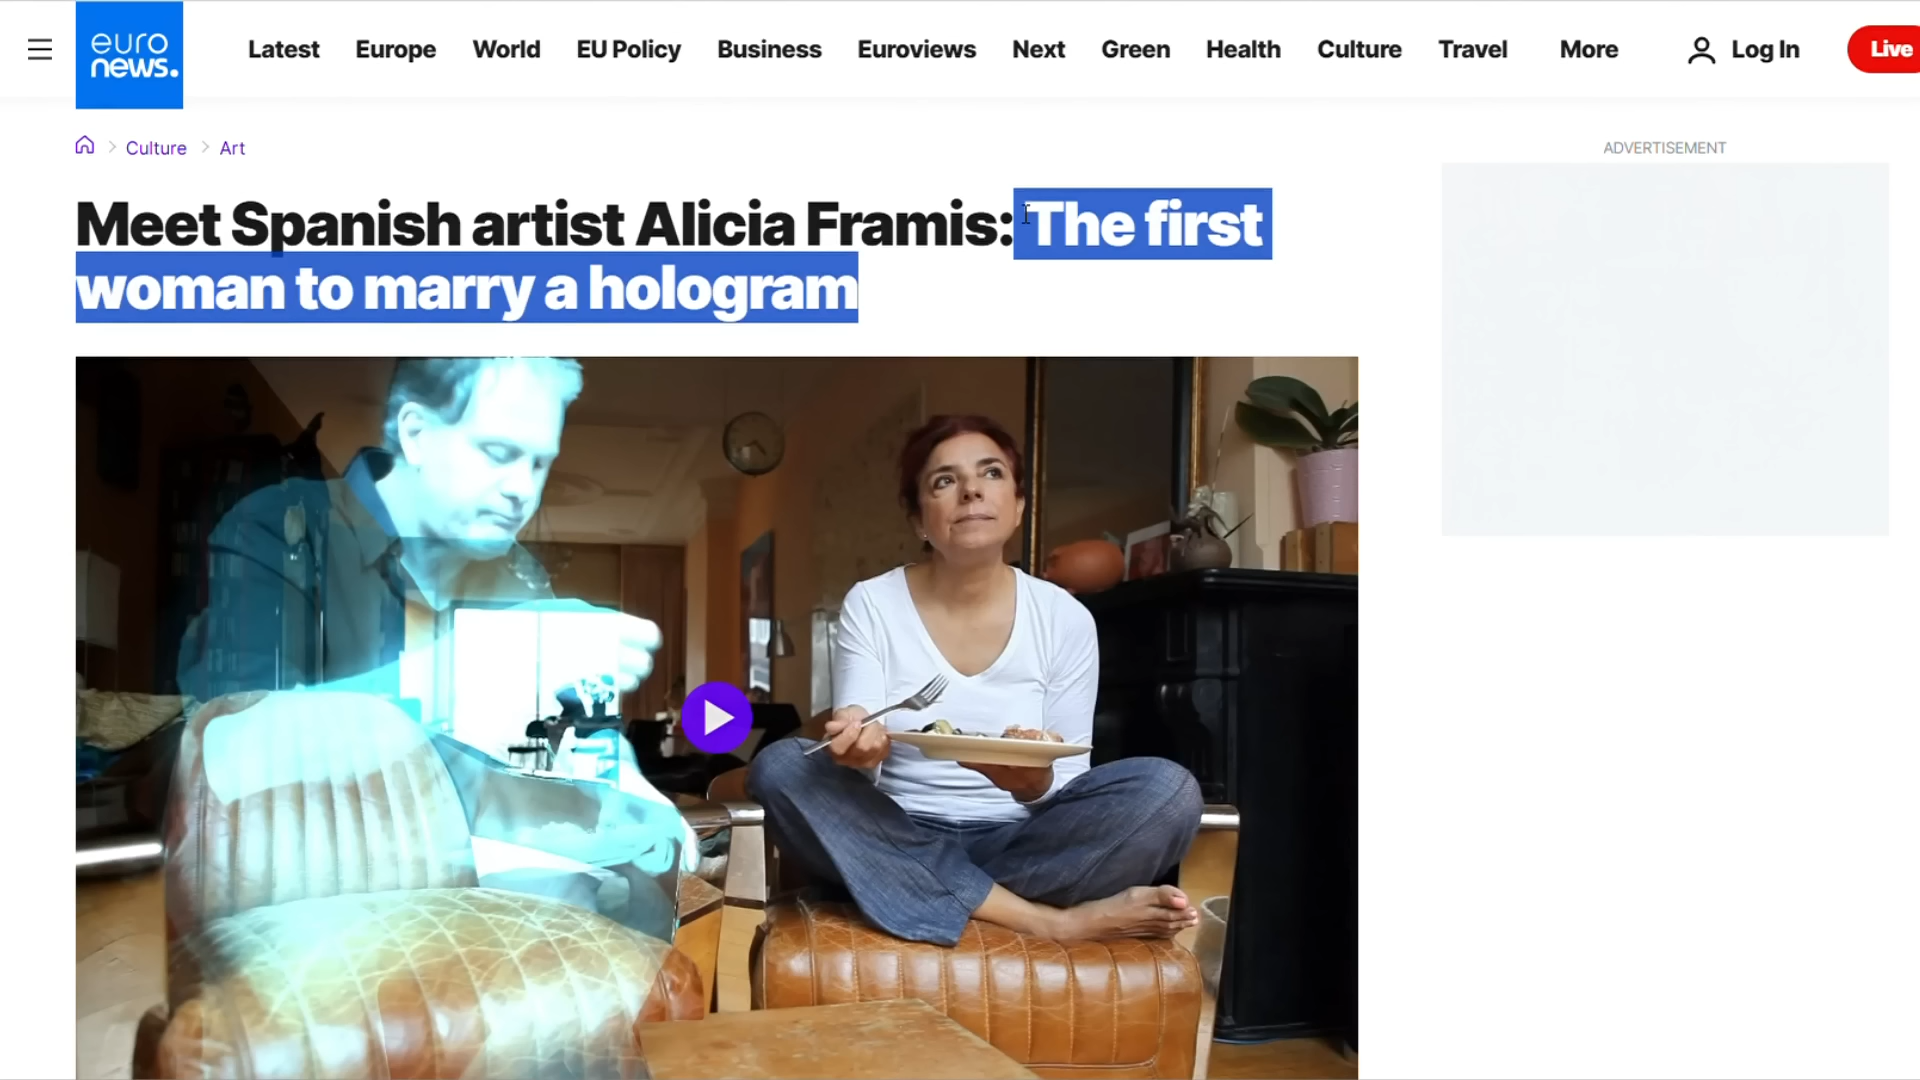 euro
news.
Latest Europe World EU Policy Business Euroviews Next Green Health Culture Travel More Log In Live
Culture Art
ADVERTISEMENT
Meet Spanish artist Alicia Framis: The first
woman to marry a hologram